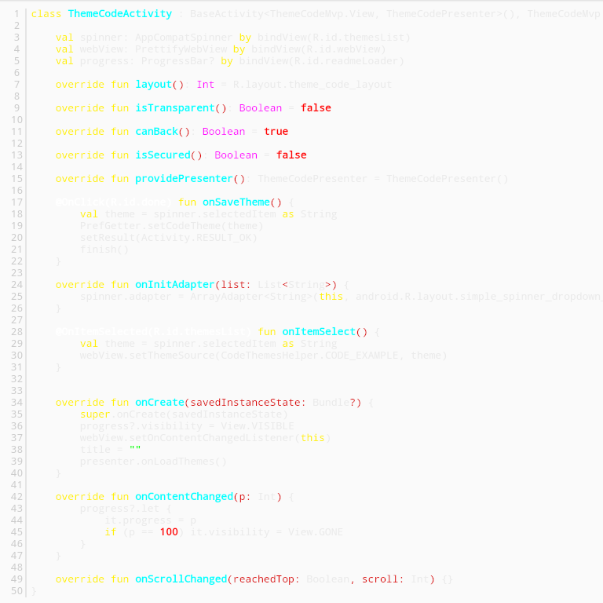 1 class ThemeCodeActivity : BaseActivity<ThemeCodeMvp.View, ThemeCodePresenter>(), ThemeCodeMvp
2
3 val spinner: AppCompatSpinner by bindView(R.id.themesList)
4 val webView: PrettifyWebView by bindView(R.id.webView)
5 val progress: ProgressBar? by bindView(R.id.readmeLoader)
6
7 override fun layout(): Int = R.layout.theme_code_layout
8
9 override fun isTransparent(): Boolean = false
10
11 override fun canBack(): Boolean = true
12
13 override fun isSecured(): Boolean = false
14
15 override fun providePresenter(): ThemeCodePresenter = ThemeCodePresenter()
16
17 fun onSaveTheme() {
18 val theme = spinner.selectedItem as String
19 PrefGetter.setCodeTheme(theme)
20 setResult(Activity.RESULT_OK)
21 finish()
22 }
23
24 override fun onInitAdapter(list: List<String>) {
25 spinner.adapter = ArrayAdapter<String>(this, android.R.layout.simple_spinner_dropdown
26 }
27
28 fun onItemSelect() {
29 val theme = spinner.selectedItem as String
30 webView.setThemeSource(CodeThemesHelper.CODE_EXAMPLE, theme)
31 }
32
33
34 override fun onCreate(savedInstanceState: Bundle?) {
35 super.onCreate(savedInstanceState)
36 progress?.visibility = View.VISIBLE
37 webView.setOnContentChangedListener(this)
38 title = ""
39 presenter.onLoadThemes()
40 }
41
42 override fun onContentChanged(p: Int) {
43 progress?.let {
44 it.progress = p
45 if (p == 100) it.visibility = View.GONE
46 }
47 }
48
49 override fun onScrollChanged(reachedTop: Boolean, scroll: Int) {}
50 }